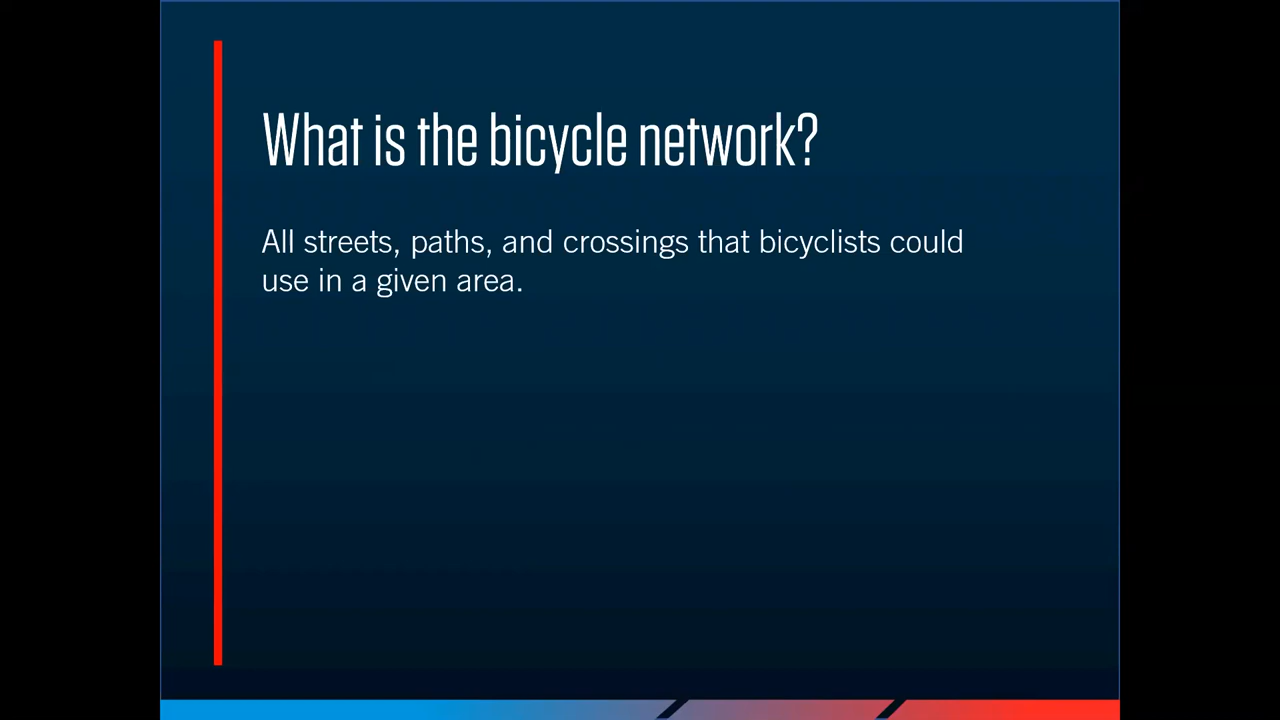 What is the bicycle network?
All streets, paths, and crossings that bicyclists could
use in a given area.